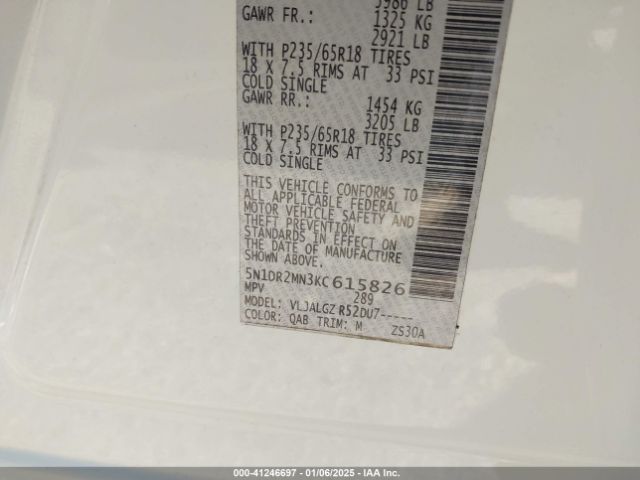 5986 LB
GAWR FR.: 1325 KG
2921 LB
WITH P235/65R18 TIRES
18 X 7.5 RIMS AT 33 PSI
COLD SINGLE
GAWR RR.: 1454 KG
3205 LB
WITH P235/65R18 TIRES
18 X 7.5 RIMS AT 33 PSI
COLD SINGLE
THIS VEHICLE CONFORMS TO
ALL APPLICABLE FEDERAL
MOTOR VEHICLE SAFETY AND
THEFT PREVENTION
STANDARDS IN EFFECT ON
THE DATE OF MANUFACTURE
SHOWN ABOVE.
5N1DR2MN3KC615826
MPV 289
MODEL: VLJALGZ R52DU7-----
COLOR: QAB TRIM: M ZS30A
000-41246697 - 01/06/2025 - IAA Inc.